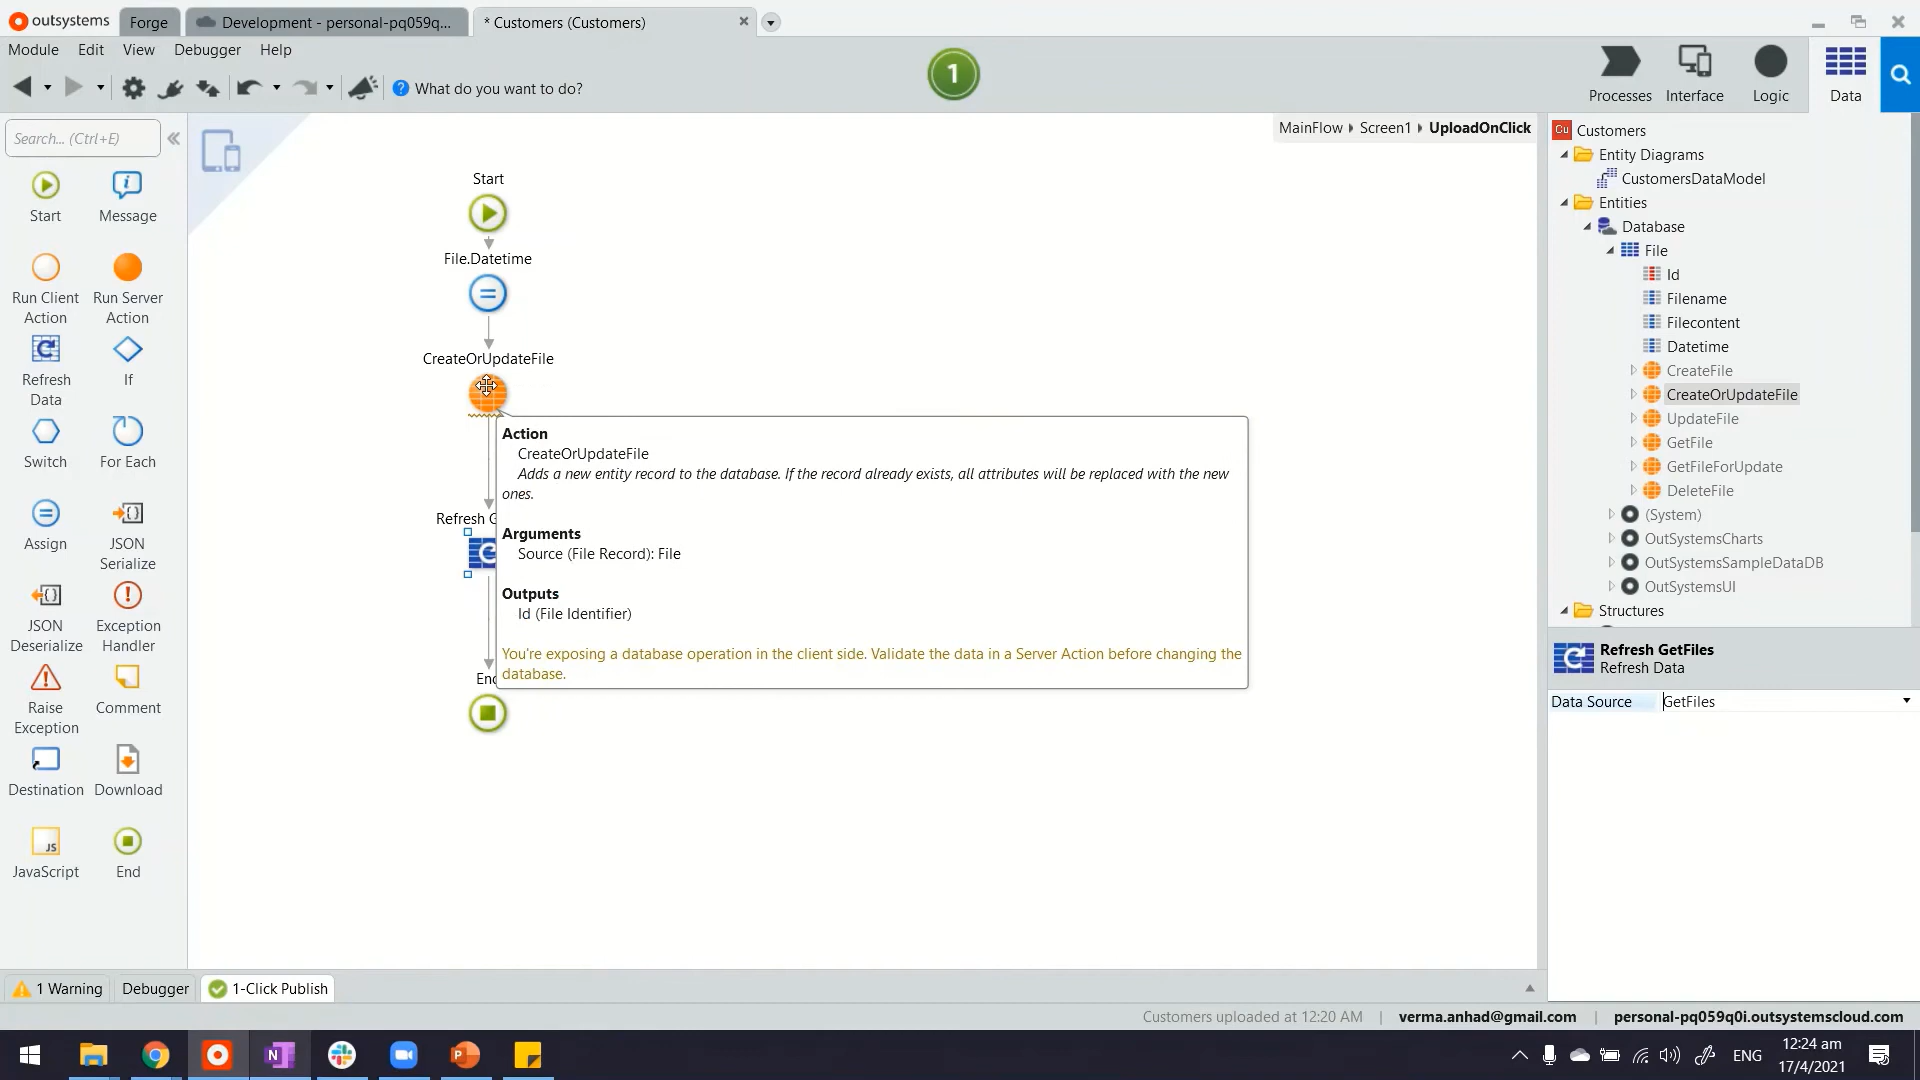 outsystems
Forge
Development - personal-pq059q...
* Customers (Customers)
Module Edit View Debugger Help
What do you want to do?
1
Processes
Interface
Logic
Data
Search... (Ctrl+E)
MainFlow Screen1 UploadOnClick
Start
Message
Run Client Action
Run Server Action
Refresh Data
If
Switch
For Each
Assign
JSON Serialize
JSON Deserialize
Exception Handler
Raise Exception
Comment
Destination
Download
JS
JavaScript
End
Start
File.Datetime
CreateOrUpdateFile
Refresh G
End
Action
CreateOrUpdateFile
Adds a new entity record to the database. If the record already exists, all attributes will be replaced with the new
ones.
Arguments
Source (File Record): File
Outputs
Id (File Identifier)
You're exposing a database operation in the client side. Validate the data in a Server Action before changing the
database.
Cu Customers
Entity Diagrams
CustomersDataModel
Entities
Database
File
Id
Filename
Filecontent
Datetime
CreateFile
CreateOrUpdateFile
UpdateFile
GetFile
GetFileForUpdate
DeleteFile
(System)
OutSystemsCharts
OutSystemsSampleDataDB
OutSystemsUI
Structures
Refresh GetFiles
Refresh Data
Data Source GetFiles
1 Warning Debugger 1-Click Publish
Customers uploaded at 12:20 AM | verma.anhad@gmail.com | personal-pq059q0i.outsystemscloud.com
ENG
12:24 am
17/4/2021